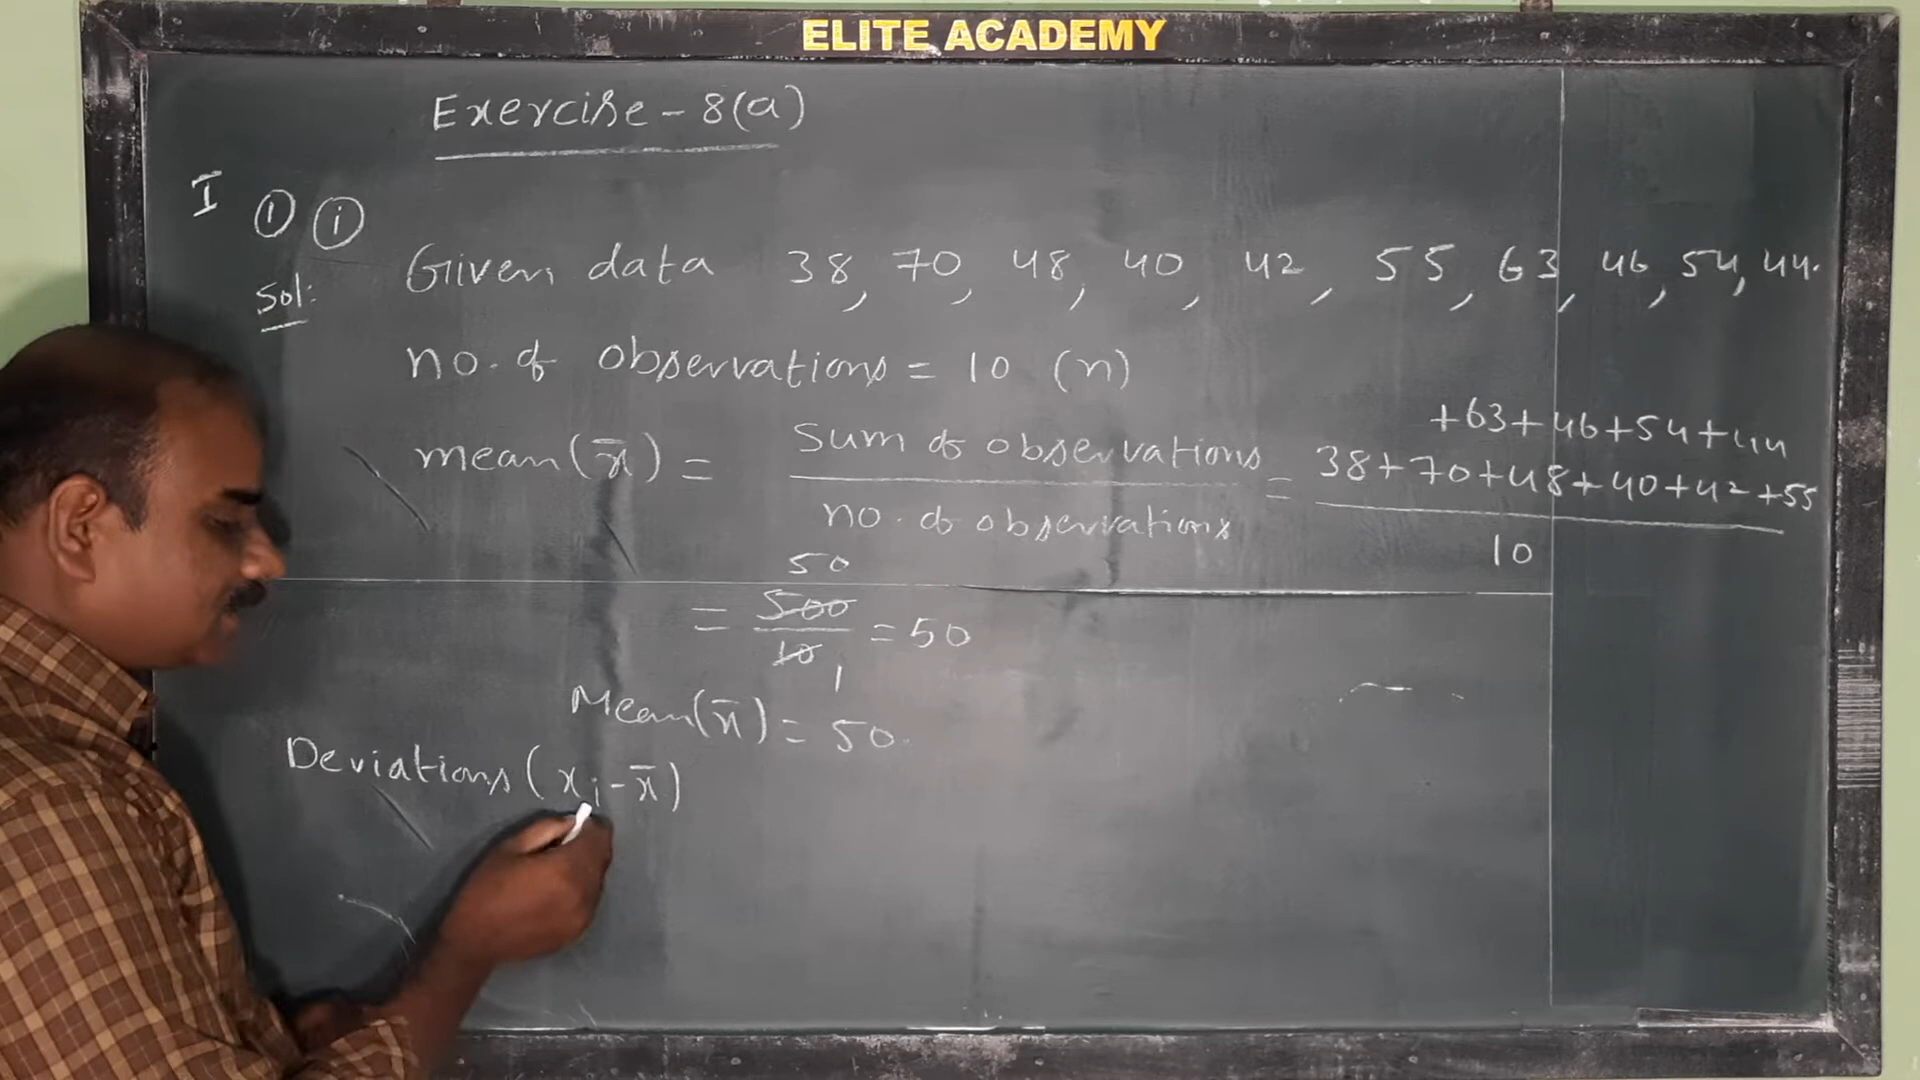 ELITE ACADEMY
Exercise - 8(a)
I ① ⓘ
Sol: Given data 38, 70, 48, 40, 42, 55, 63, 46, 54, 44.
no. of observations = 10 (n)
mean(x̄) = Sum of observations / no. of observations = 38+70+48+40+42+55 +63+46+54+44 / 10
= 500 / 10 = 50
50
1
Mean(x̄) = 50.
Deviations (xi - x̄)